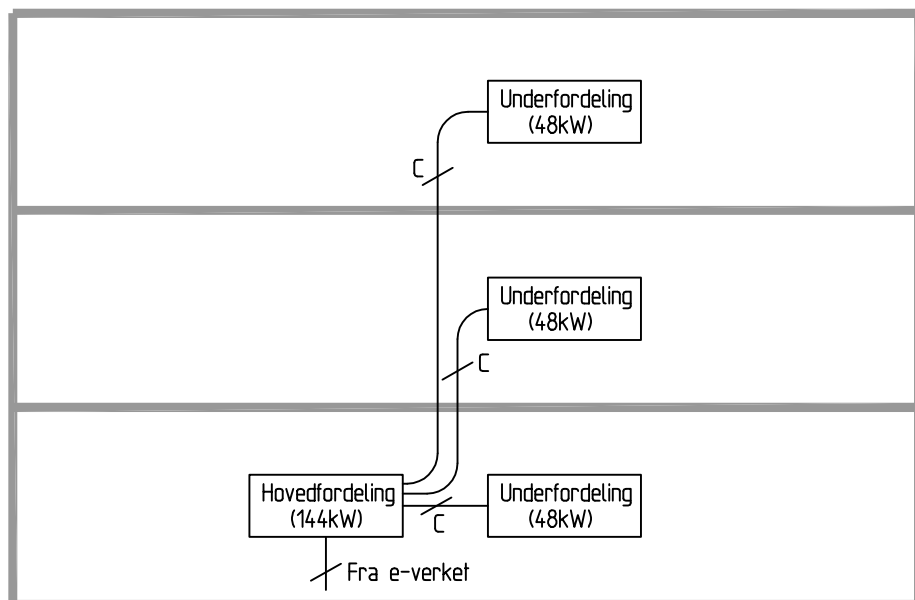 Underfordeling
(48kW)
C
Underfordeling
(48kW)
C
Hovedfordeling
(144kW)
Underfordeling
(48kW)
C
Fra e-verket